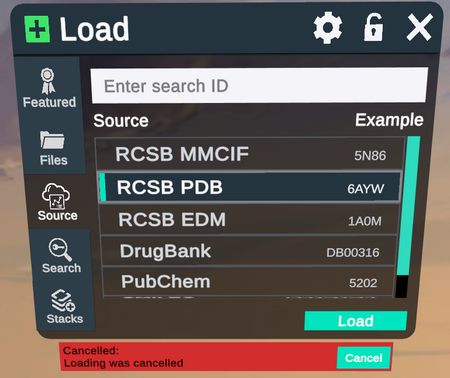 Load
Featured
Files
Source
Search
Stacks
Enter search ID
Source Example
RCSB MMCIF 5N86
RCSB PDB 6AYW
RCSB EDM 1A0M
DrugBank DB00316
PubChem 5202
Load
Cancelled:
Loading was cancelled
Cancel